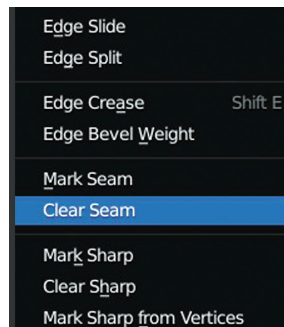 Edge Slide
Edge Split
Edge Crease Shift E
Edge Bevel Weight
Mark Seam
Clear Seam
Mark Sharp
Clear Sharp
Mark Sharp from Vertices